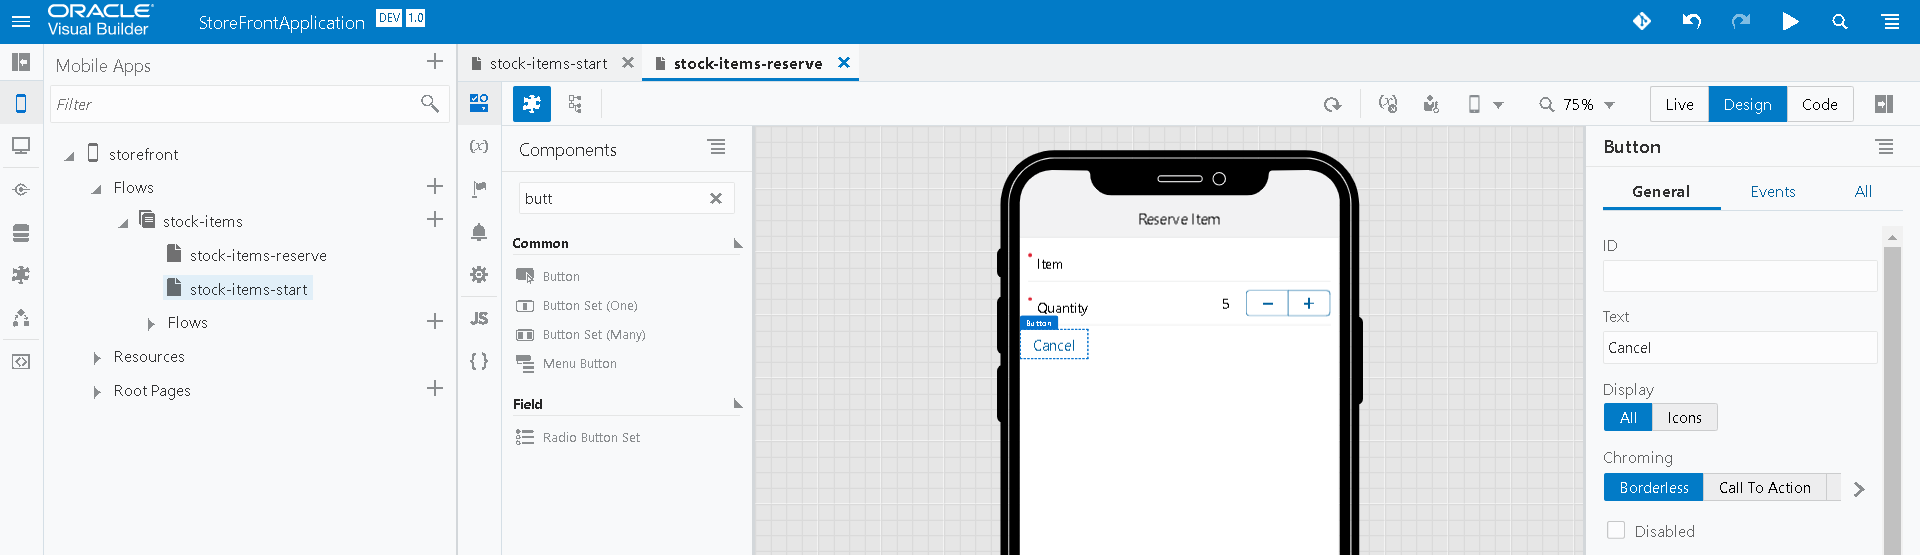 ORACLE
Visual Builder
StoreFrontApplication DEV 1.0
Mobile Apps
Filter
storefront
Flows
stock-items
stock-items-reserve
stock-items-start
Flows
Resources
Root Pages
stock-items-start
stock-items-reserve
75%
Live Design Code
(x)
JS
{ }
Components
butt
Common
Button
Button Set (One)
Button Set (Many)
Menu Button
Field
Radio Button Set
Reserve Item
* Item
* Quantity 5 − +
Button
Cancel
Button
General Events All
ID
Text
Cancel
Display
All Icons
Chroming
Borderless Call To Action
Disabled